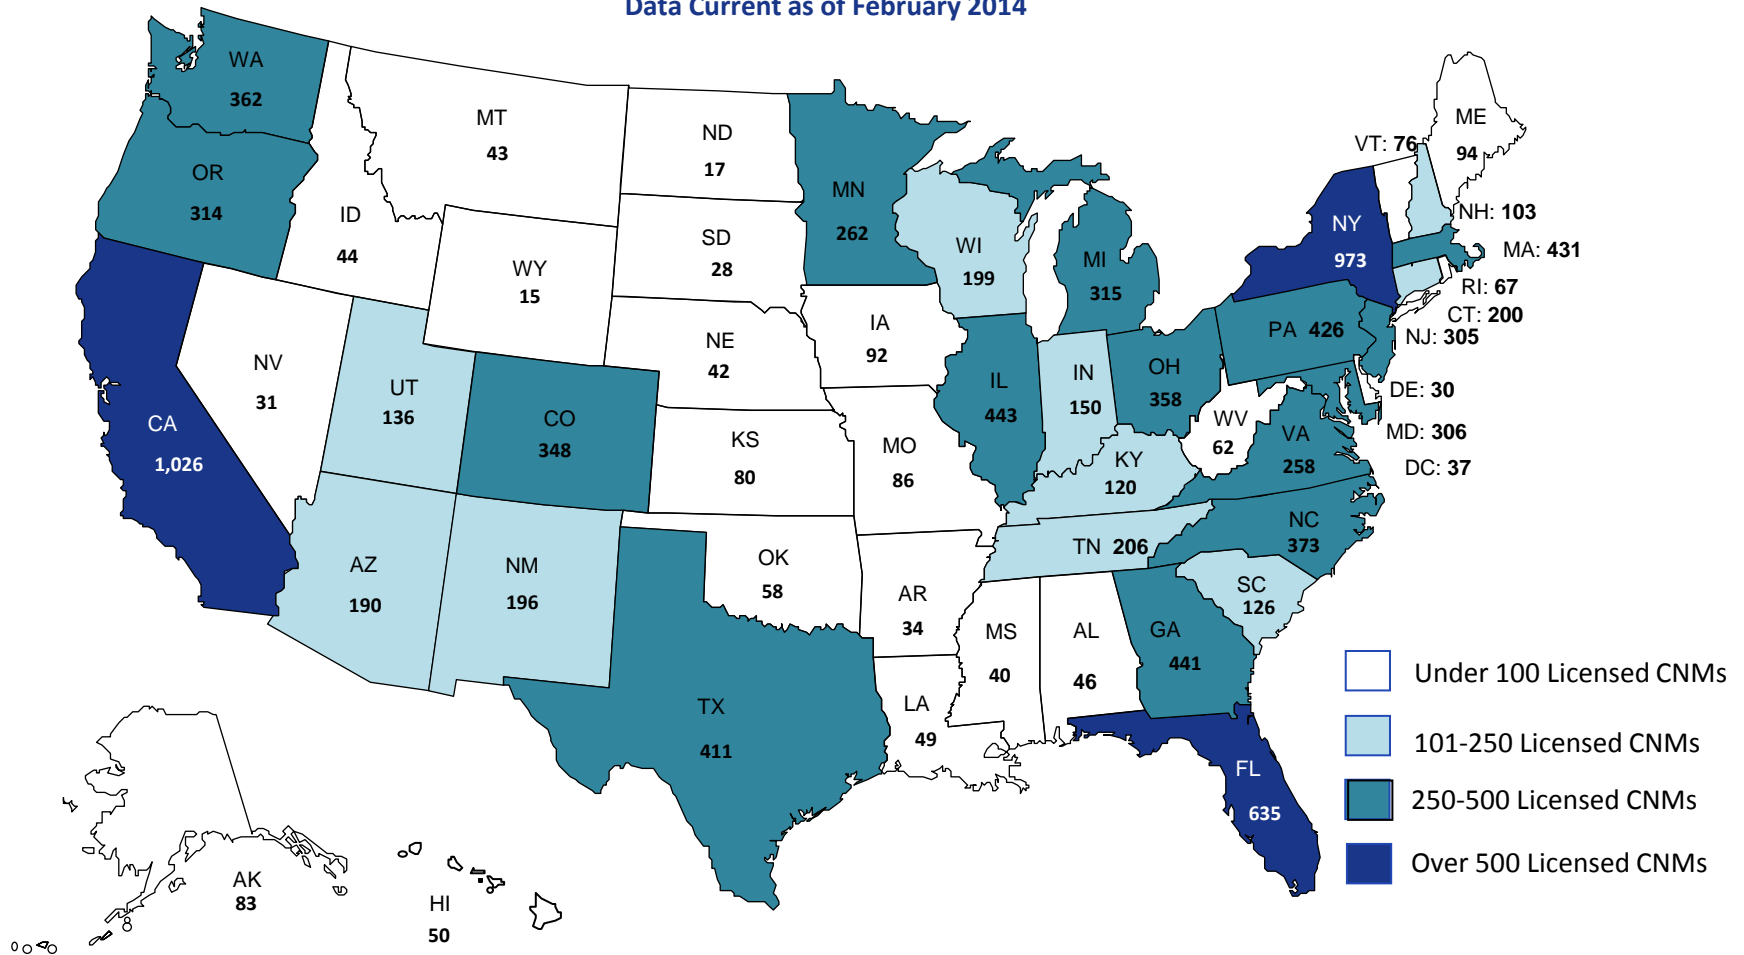 Data Current as of February 2014
WA
362
OR
314
CA
1,026
ID
44
NV
31
MT
43
WY
15
UT
136
CO
348
AZ
190
NM
196
ND
17
SD
28
NE
42
KS
80
OK
58
TX
411
MN
262
IA
92
MO
86
AR
34
LA
49
WI
199
IL
443
MI
315
IN
150
OH
358
KY
120
TN 206
MS
40
AL
46
GA
441
FL
635
SC
126
NC
373
VA
258
WV
62
PA 426
NY
973
VT: 76
ME
94
NH: 103
MA: 431
RI: 67
CT: 200
NJ: 305
DE: 30
MD: 306
DC: 37
AK
83
HI
50
Under 100 Licensed CNMs
101-250 Licensed CNMs
250-500 Licensed CNMs
Over 500 Licensed CNMs